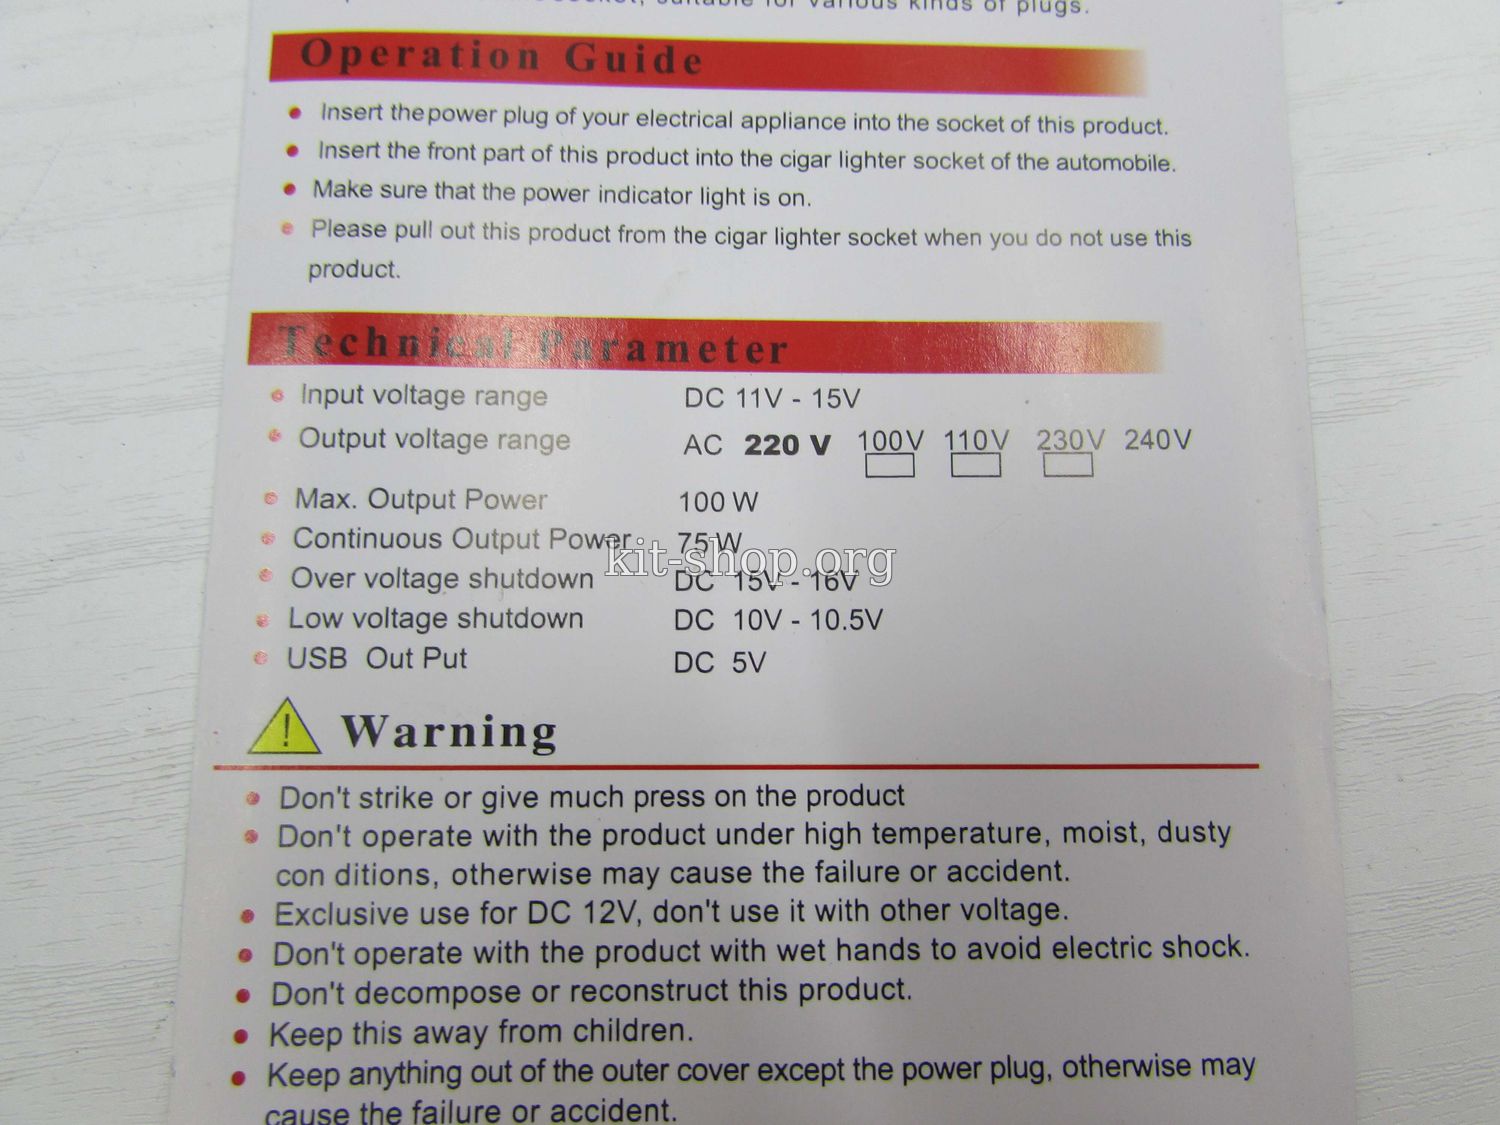 socket, suitable for various kinds of plugs.
Operation Guide
Insert the power plug of your electrical appliance into the socket of this product.
Insert the front part of this product into the cigar lighter socket of the automobile.
Make sure that the power indicator light is on.
Please pull out this product from the cigar lighter socket when you do not use this
product.
Technical Parameter
Input voltage range DC 11V - 15V
Output voltage range AC 220 V 100V 110V 230V 240V
Max. Output Power 100 W
Continuous Output Power 75W
kit-shop.org
Over voltage shutdown DC 15V - 16V
Low voltage shutdown DC 10V - 10.5V
USB Out Put DC 5V
! Warning
Don't strike or give much press on the product
Don't operate with the product under high temperature, moist, dusty
con ditions, otherwise may cause the failure or accident.
Exclusive use for DC 12V, don't use it with other voltage.
Don't operate with the product with wet hands to avoid electric shock.
Don't decompose or reconstruct this product.
Keep this away from children.
Keep anything out of the outer cover except the power plug, otherwise may
cause the failure or accident.